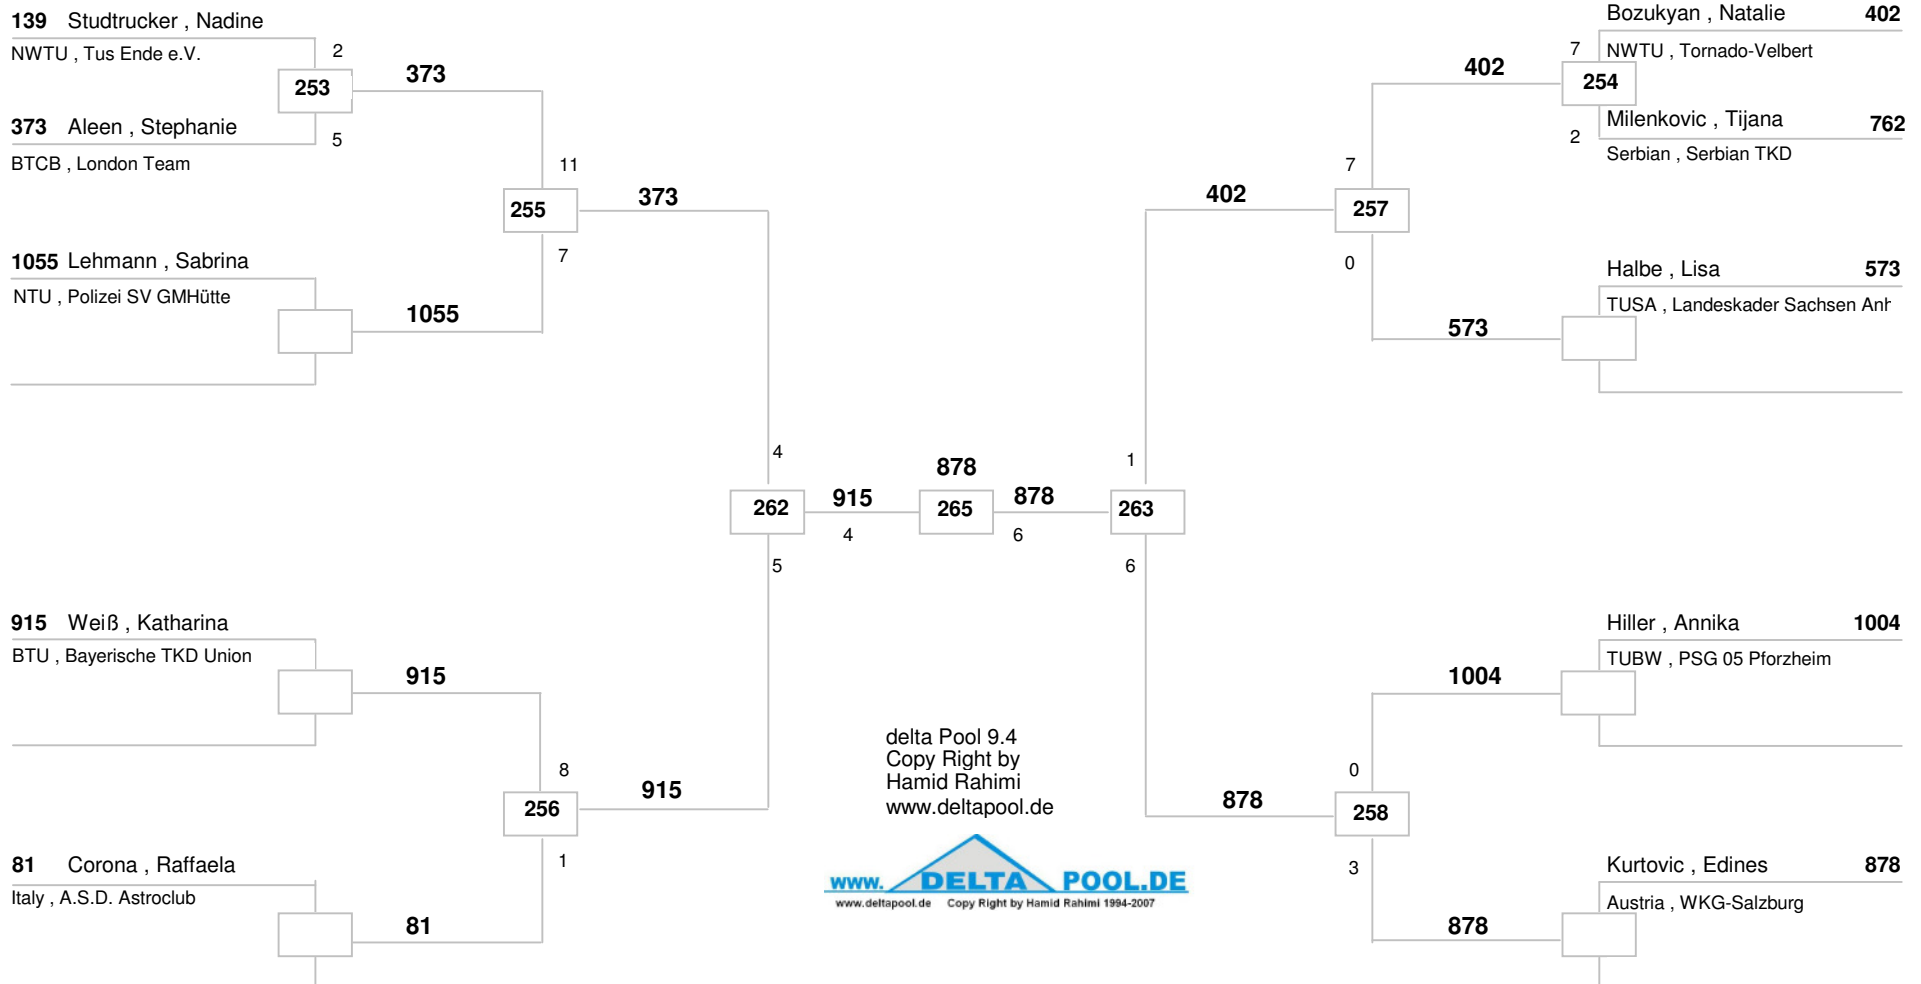 139 Studtrucker , Nadine
NWTU , Tus Ende e.V.
2
253
373
373 Aleen , Stephanie
5
BTCB , London Team
11
255
373
7
1055 Lehmann , Sabrina
NTU , Polizei SV GMHütte
1055
4
262
915
4
5
915 Weiß , Katharina
BTU , Bayerische TKD Union
915
8
256
915
1
81 Corona , Raffaela
Italy , A.S.D. Astroclub
81
878
265
878
6
Bozukyan , Natalie 402
7
NWTU , Tornado-Velbert
402
254
Milenkovic , Tijana 762
2
Serbian , Serbian TKD
7
402
257
0
Halbe , Lisa 573
TUSA , Landeskader Sachsen Anh
573
1
263
6
Hiller , Annika 1004
TUBW , PSG 05 Pforzheim
1004
0
878
258
3
Kurtovic , Edines 878
Austria , WKG-Salzburg
878
delta Pool 9.4
Copy Right by
Hamid Rahimi
www.deltapool.de
www. DELTA POOL.DE
www.deltapool.de Copy Right by Hamid Rahimi 1994-2007